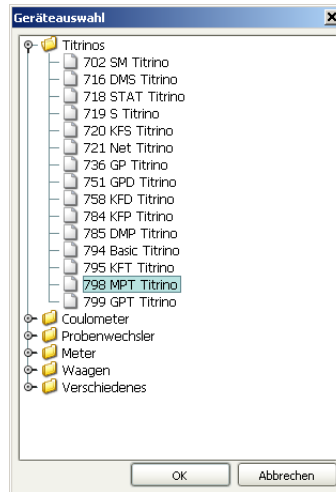 Geräteauswahl
Titrinos
702 SM Titrino
716 DMS Titrino
718 STAT Titrino
719 S Titrino
720 KFS Titrino
721 Net Titrino
736 GP Titrino
751 GPD Titrino
758 KFD Titrino
784 KFP Titrino
785 DMP Titrino
794 Basic Titrino
795 KFT Titrino
798 MPT Titrino
799 GPT Titrino
Coulometer
Probenwechsler
Meter
Waagen
Verschiedenes
OK Abbrechen